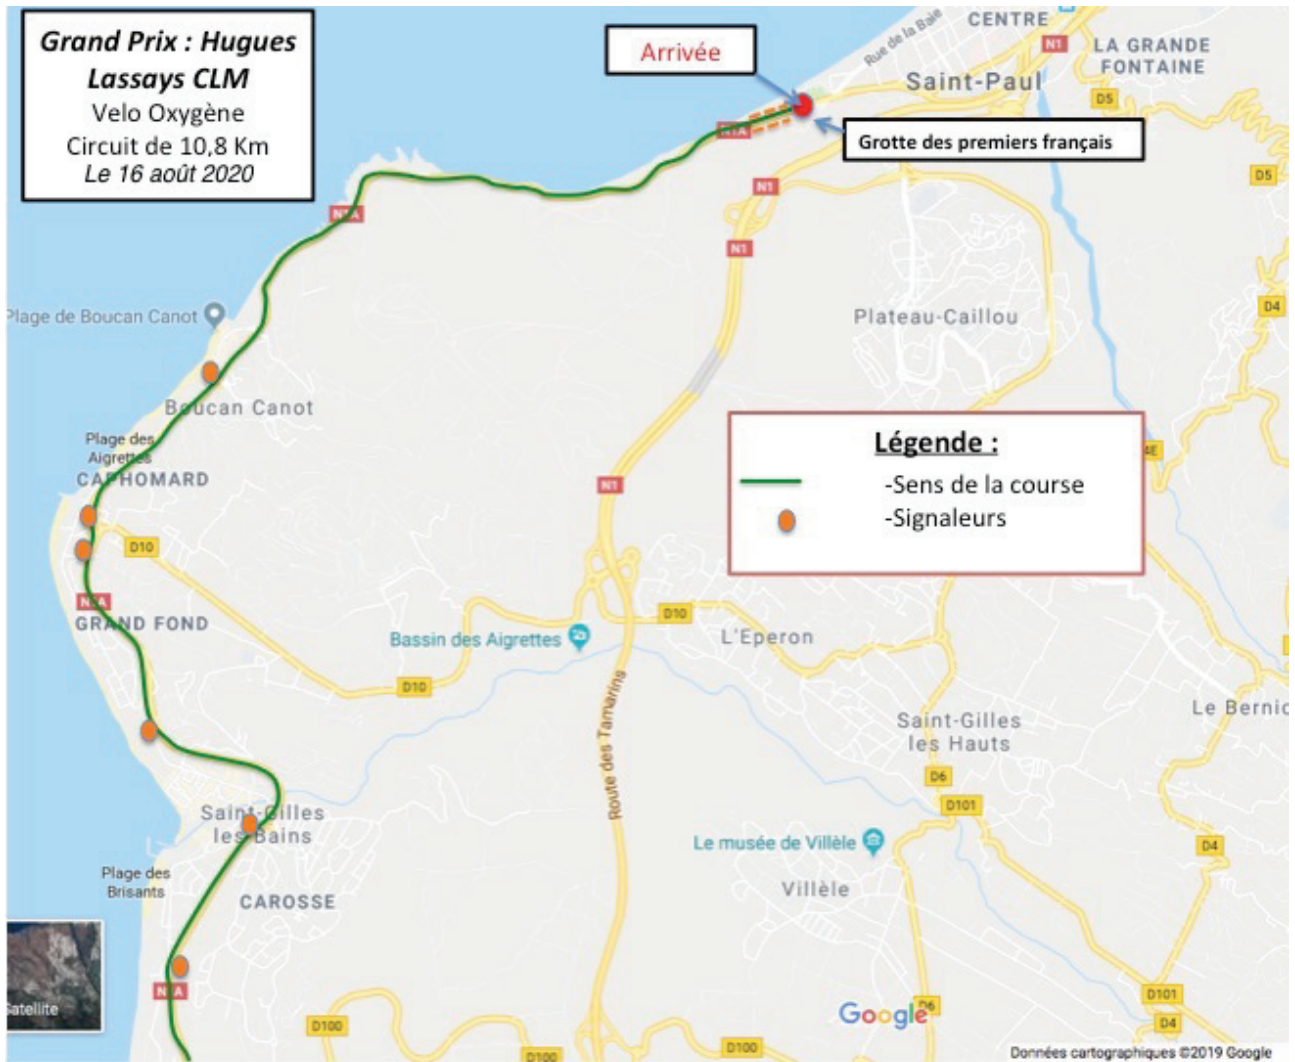 Grand Prix : Hugues
Lassays CLM
Velo Oxygène
Circuit de 10,8 Km
Le 16 août 2020
Arrivée
Rue de la Baie
CENTRE
N1
LA GRANDE
FONTAINE
Saint-Paul
D5
N1A
Grotte des premiers français
D5
N1
N1A
N1
D4
Plage de Boucan Canot
Plateau-Caillou
Boucan Canot
Plage des
Aigrettes
CAPHOMARD
Légende :
-Sens de la course
-Signaleurs
4E
N1
D10
N1A
GRAND FOND
D10
L'Eperon
Bassin des Aigrettes
D10
Route des Tamarins
Saint-Gilles
les Hauts
Le Bernic
D6
D101
Saint-Gilles
les Bains
Le musée de Villèle
D4
Plage des
Brisants
Villèle
CAROSSE
N1A
D101
Satellite
Google
D6
D100
D4
D100
D100
Données cartographiques ©2019 Google